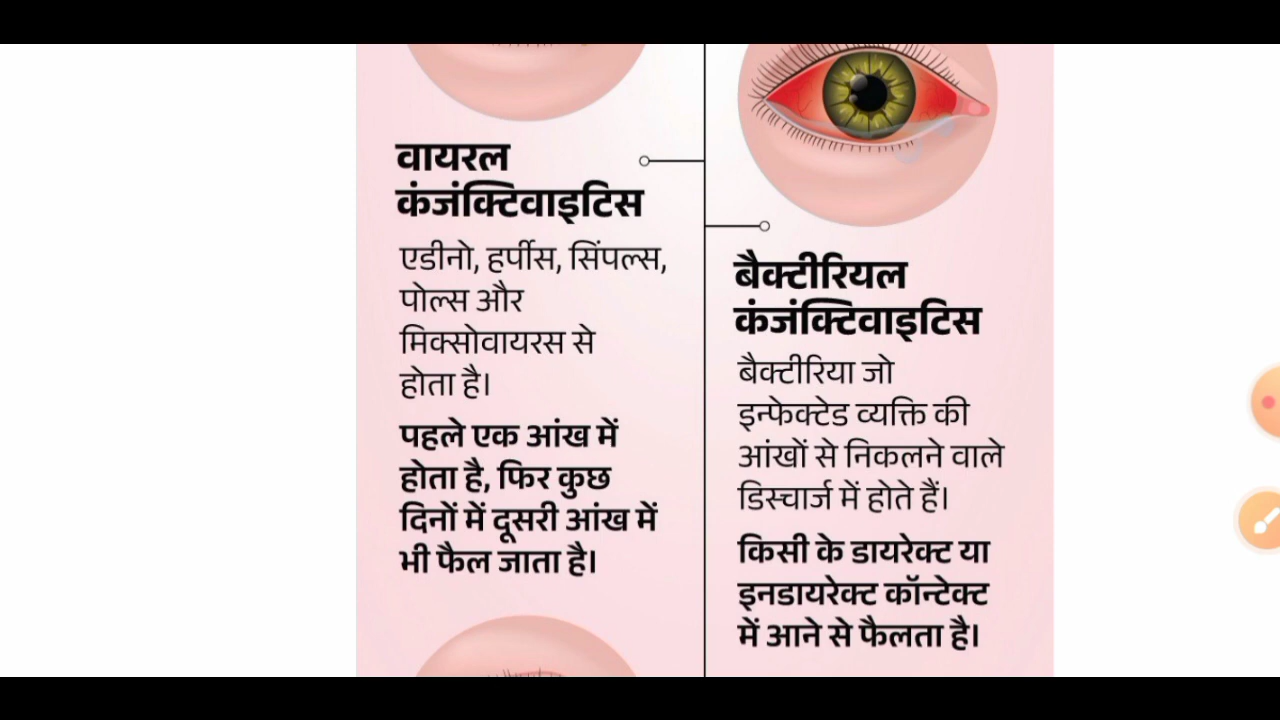 वायरल
कंजंक्टिवाइटिस
एडीनो, हर्पीस, सिंपल्स,
पोल्स और
मिक्सोवायरस से
होता है।
पहले एक आंख में
होता है, फिर कुछ
दिनों में दूसरी आंख में
भी फैल जाता है।
बैक्टीरियल
कंजंक्टिवाइटिस
बैक्टीरिया जो
इन्फेक्टेड व्यक्ति की
आंखों से निकलने वाले
डिस्चार्ज में होते हैं।
किसी के डायरेक्ट या
इनडायरेक्ट कॉन्टेक्ट
में आने से फैलता है।